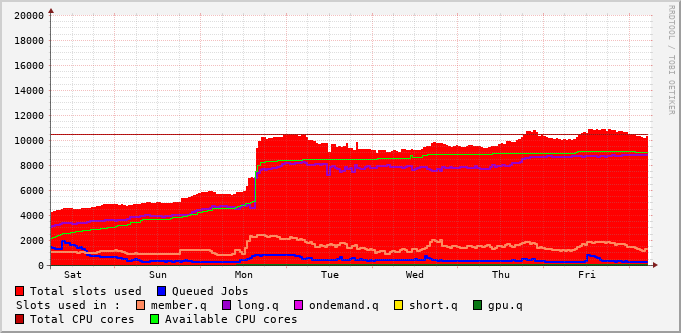 20000
18000
16000
14000
12000
10000
8000
6000
4000
2000
0
Sat Sun Mon Tue Wed Thu Fri
RRDTOOL / TOBI OETIKER
Total slots used Queued Jobs
Slots used in : member.q long.q ondemand.q short.q gpu.q
Total CPU cores Available CPU cores